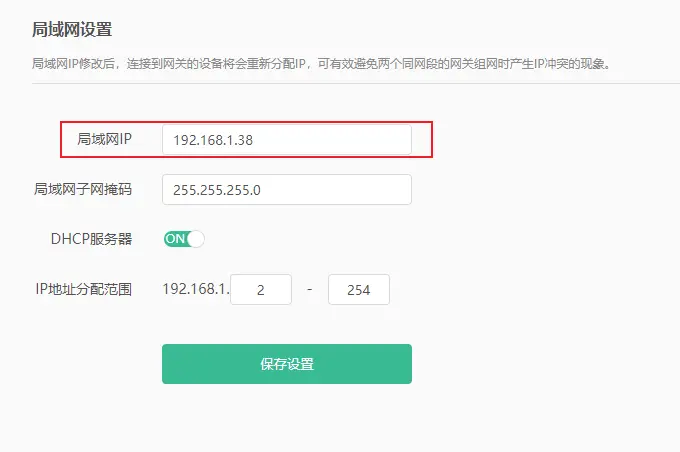 局域网设置
局域网IP修改后，连接到网关的设备将会重新分配IP，可有效避免两个同网段的网关组网时产生IP冲突的现象。
局域网IP 192.168.1.38
局域网子网掩码 255.255.255.0
DHCP服务器 ON
IP地址分配范围 192.168.1. 2 - 254
保存设置